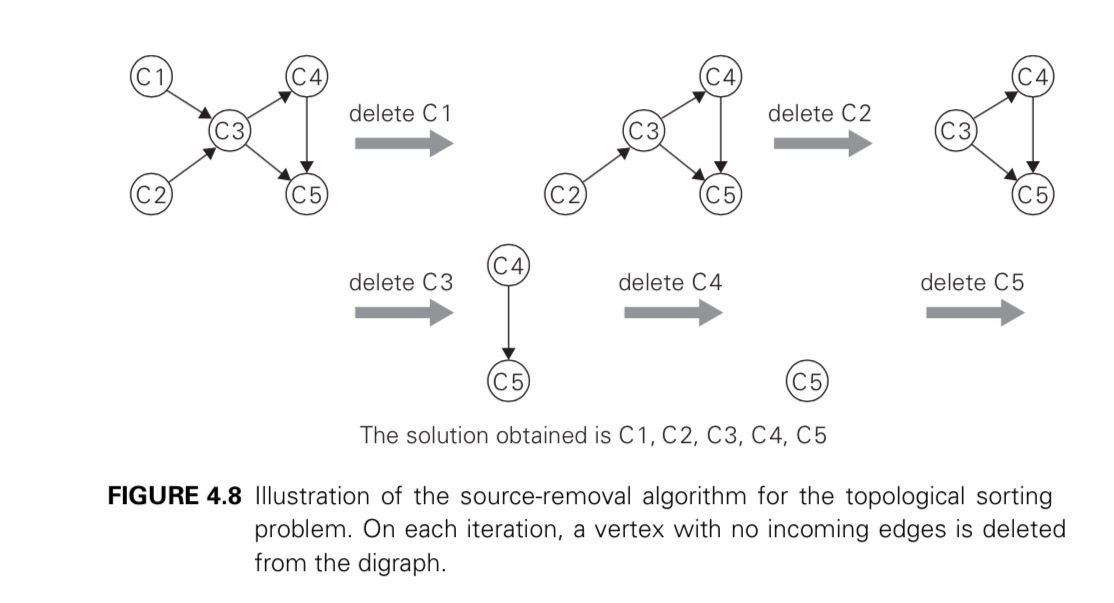 C1 C4
C3
C2 C5
delete C1
C4
C3
C2 C5
delete C2
C4
C3
C5
delete C3
C4
C5
delete C4
C5
delete C5
The solution obtained is C1, C2, C3, C4, C5
FIGURE 4.8 Illustration of the source-removal algorithm for the topological sorting
problem. On each iteration, a vertex with no incoming edges is deleted
from the digraph.